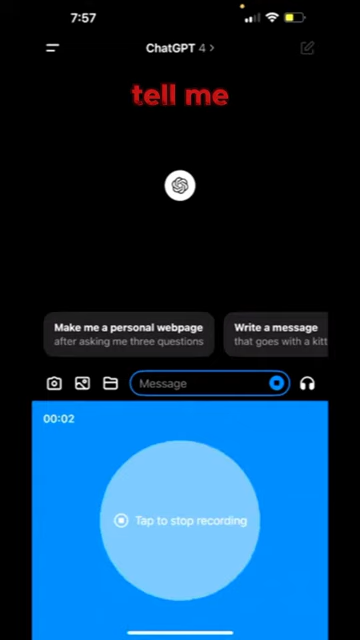 7:57
ChatGPT 4 >
tell me
Make me a personal webpage
after asking me three questions
Write a message
that goes with a kitt
Message
00:02
Tap to stop recording